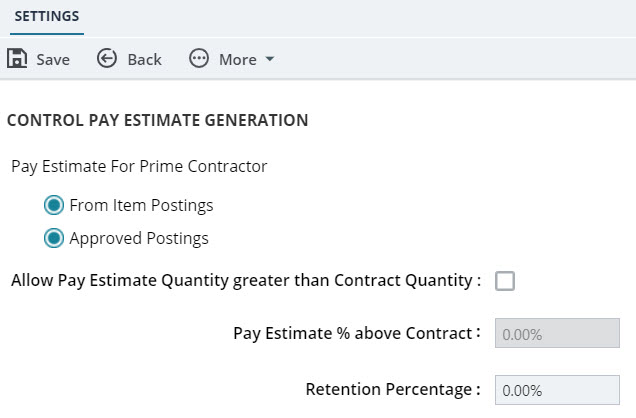 SETTINGS
Save Back More
CONTROL PAY ESTIMATE GENERATION
Pay Estimate For Prime Contractor
From Item Postings
Approved Postings
Allow Pay Estimate Quantity greater than Contract Quantity :
Pay Estimate % above Contract : 0.00%
Retention Percentage : 0.00%